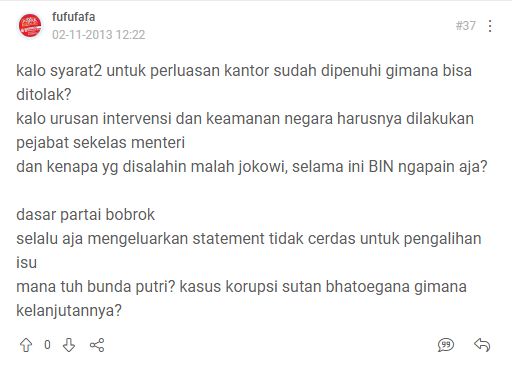 fufufafa
02-11-2013 12:22
#37
kalo syarat2 untuk perluasan kantor sudah dipenuhi gimana bisa
ditolak?
kalo urusan intervensi dan keamanan negara harusnya dilakukan
pejabat sekelas menteri
dan kenapa yg disalahin malah jokowi, selama ini BIN ngapain aja?
dasar partai bobrok
selalu aja mengeluarkan statement tidak cerdas untuk pengalihan
isu
mana tuh bunda putri? kasus korupsi sutan bhatoegana gimana
kelanjutannya?
0